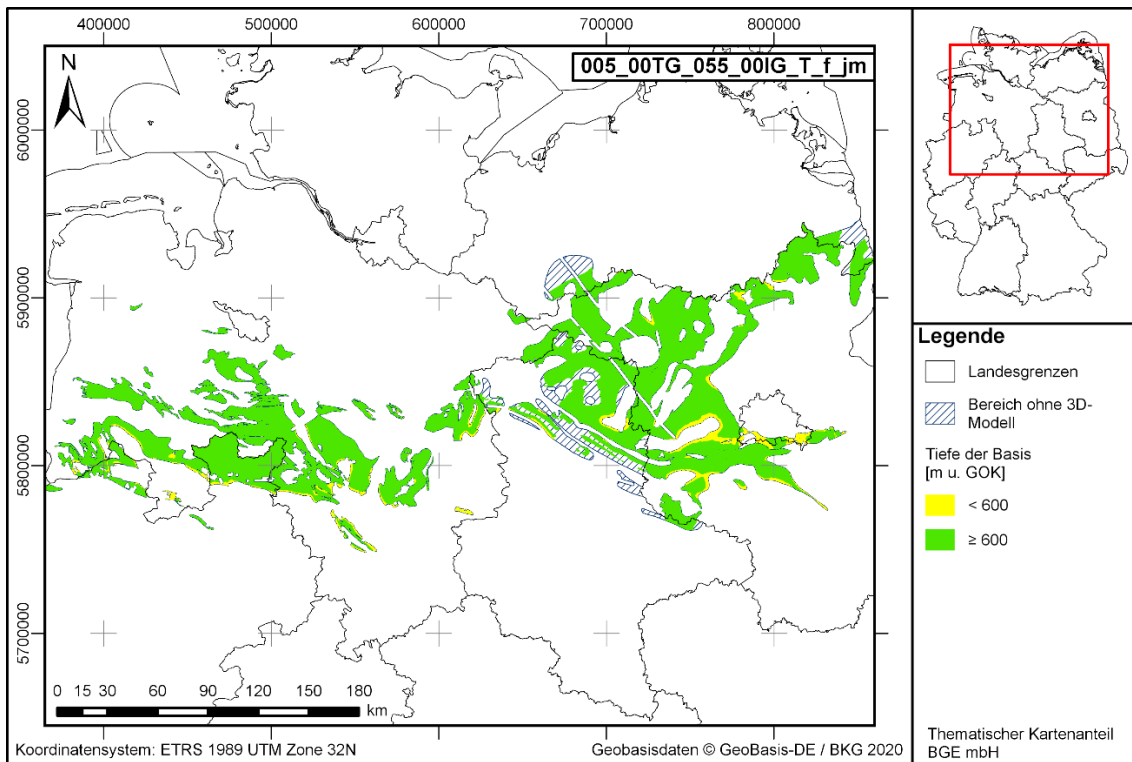 400000 500000 600000 700000 800000
005_00TG_055_00IG_T_f_jm
N
6000000
5900000
5800000
5700000
0 15 30 60 90 120 150 180
km
Koordinatensystem: ETRS 1989 UTM Zone 32N
Geobasisdaten © GeoBasis-DE / BKG 2020
Legende
Landesgrenzen
Bereich ohne 3D-
Modell
Tiefe der Basis
[m u. GOK]
< 600
≥ 600
Thematischer Kartenanteil
BGE mbH